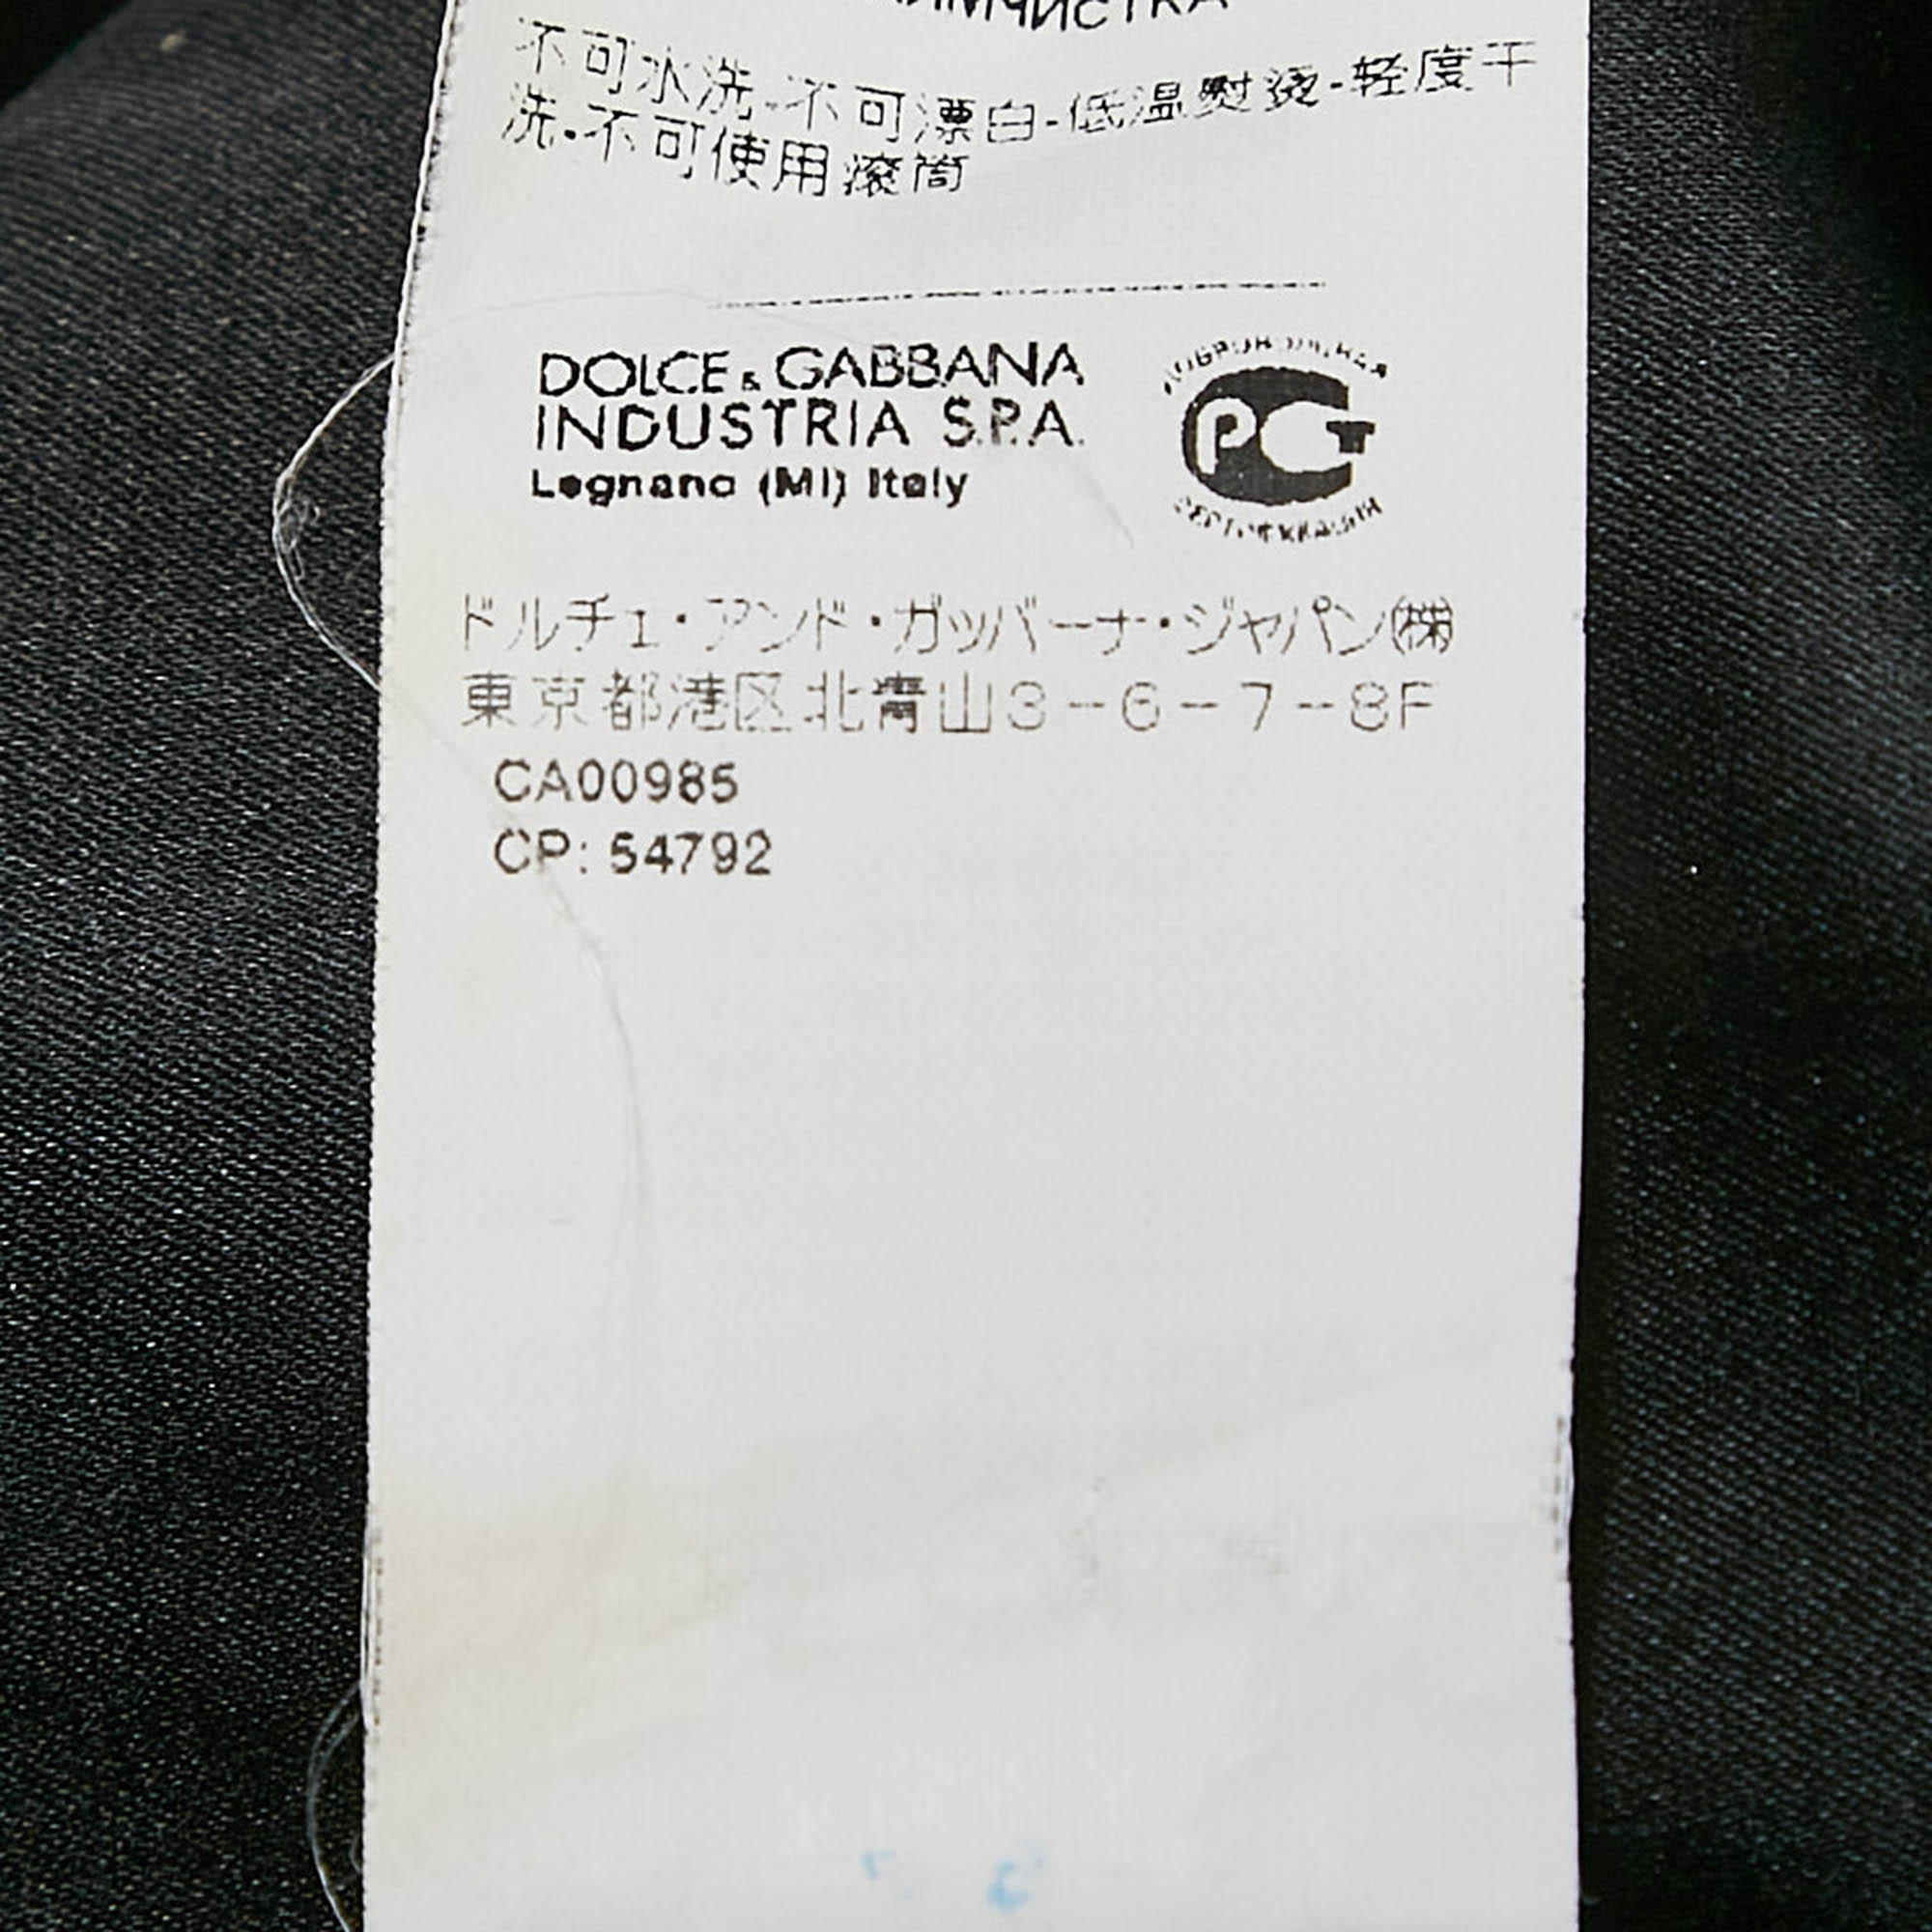 ХИМЧИСТКА
不可水洗-不可漂白-低温熨烫-轻度干
洗-不可使用滚筒
DOLCE & GABBANA
INDUSTRIA S.P.A.
Legnano (MI) Italy
PCT
ドルチェ・アンド・ガッバーナ・ジャパン㈱
東京都港区北青山3-6-7-8F
CA00985
CP: 54792